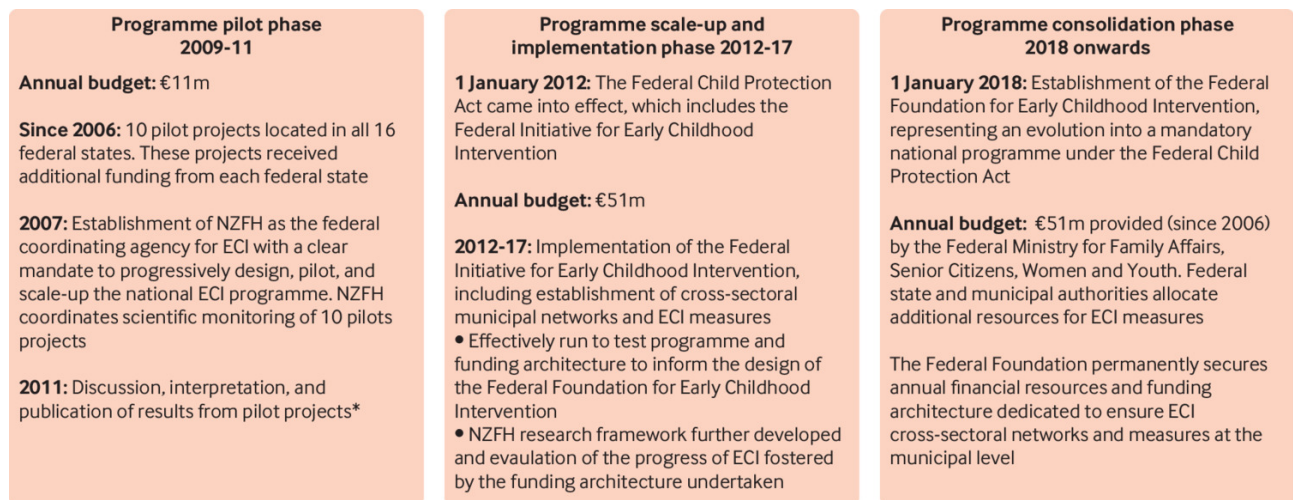 Programme pilot phase
2009-11
Annual budget: €11m
Since 2006: 10 pilot projects located in all 16
federal states. These projects received
additional funding from each federal state
2007: Establishment of NZFH as the federal
coordinating agency for ECI with a clear
mandate to progressively design, pilot, and
scale-up the national ECI programme. NZFH
coordinates scientific monitoring of 10 pilots
projects
2011: Discussion, interpretation, and
publication of results from pilot projects*
Programme scale-up and
implementation phase 2012-17
1 January 2012: The Federal Child Protection
Act came into effect, which includes the
Federal Initiative for Early Childhood
Intervention
Annual budget: €51m
2012-17: Implementation of the Federal
Initiative for Early Childhood Intervention,
including establishment of cross-sectoral
municipal networks and ECI measures
• Effectively run to test programme and
funding architecture to inform the design of
the Federal Foundation for Early Childhood
Intervention
• NZFH research framework further developed
and evaulation of the progress of ECI fostered
by the funding architecture undertaken
Programme consolidation phase
2018 onwards
1 January 2018: Establishment of the Federal
Foundation for Early Childhood Intervention,
representing an evolution into a mandatory
national programme under the Federal Child
Protection Act
Annual budget: €51m provided (since 2006)
by the Federal Ministry for Family Affairs,
Senior Citizens, Women and Youth. Federal
state and municipal authorities allocate
additional resources for ECI measures
The Federal Foundation permanently secures
annual financial resources and funding
architecture dedicated to ensure ECI
cross-sectoral networks and measures at the
municipal level